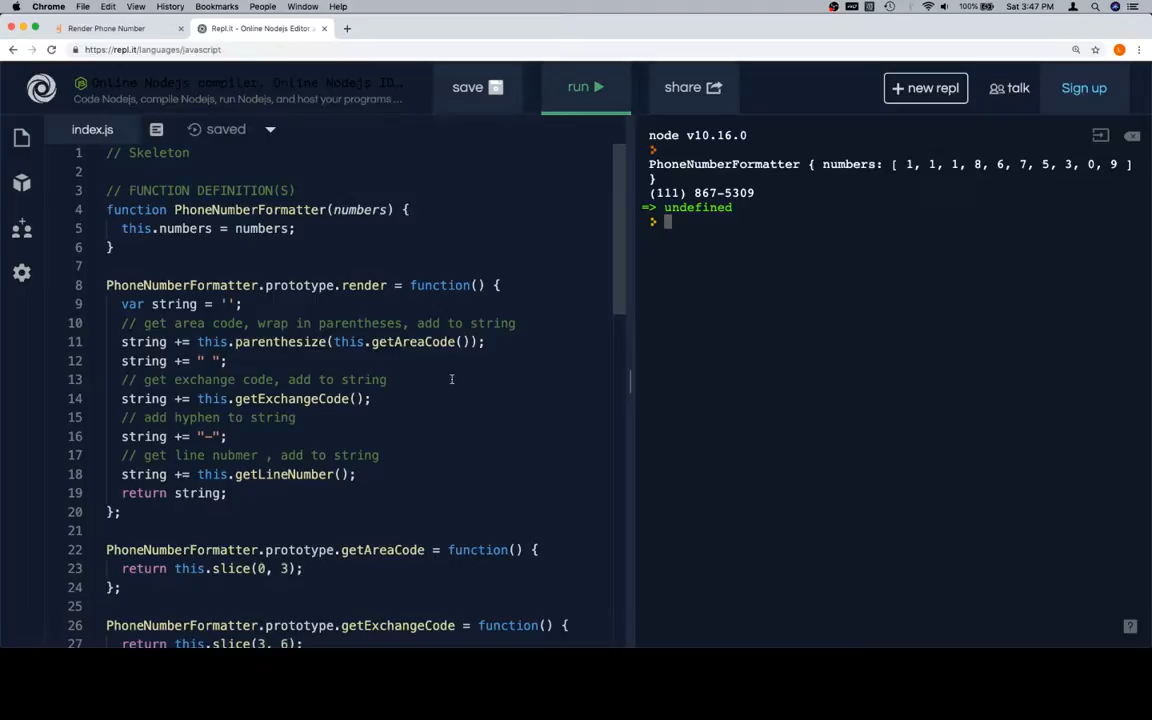 Chrome File Edit View History Bookmarks People Window Help 100% Sat 3:47 PM
Render Phone Number × Repl.it - Online Nodejs Editor × +
https://repl.it/languages/javascript
Online Nodejs compiler. Online Nodejs ID...
Code Nodejs, compile Nodejs, run Nodejs, and host your programs ...
save run share + new repl talk Sign up
index.js saved
1 // Skeleton
2
3 // FUNCTION DEFINITION(S)
4 function PhoneNumberFormatter(numbers) {
5 this.numbers = numbers;
6 }
7
8 PhoneNumberFormatter.prototype.render = function() {
9 var string = '';
10 // get area code, wrap in parentheses, add to string
11 string += this.parenthesize(this.getAreaCode());
12 string += " ";
13 // get exchange code, add to string
14 string += this.getExchangeCode();
15 // add hyphen to string
16 string += "-";
17 // get line nubmer , add to string
18 string += this.getLineNumber();
19 return string;
20 };
21
22 PhoneNumberFormatter.prototype.getAreaCode = function() {
23 return this.slice(0, 3);
24 };
25
26 PhoneNumberFormatter.prototype.getExchangeCode = function() {
27 return this.slice(3, 6);
node v10.16.0
PhoneNumberFormatter { numbers: [ 1, 1, 1, 8, 6, 7, 5, 3, 0, 9 ]
}
(111) 867-5309
=> undefined
?